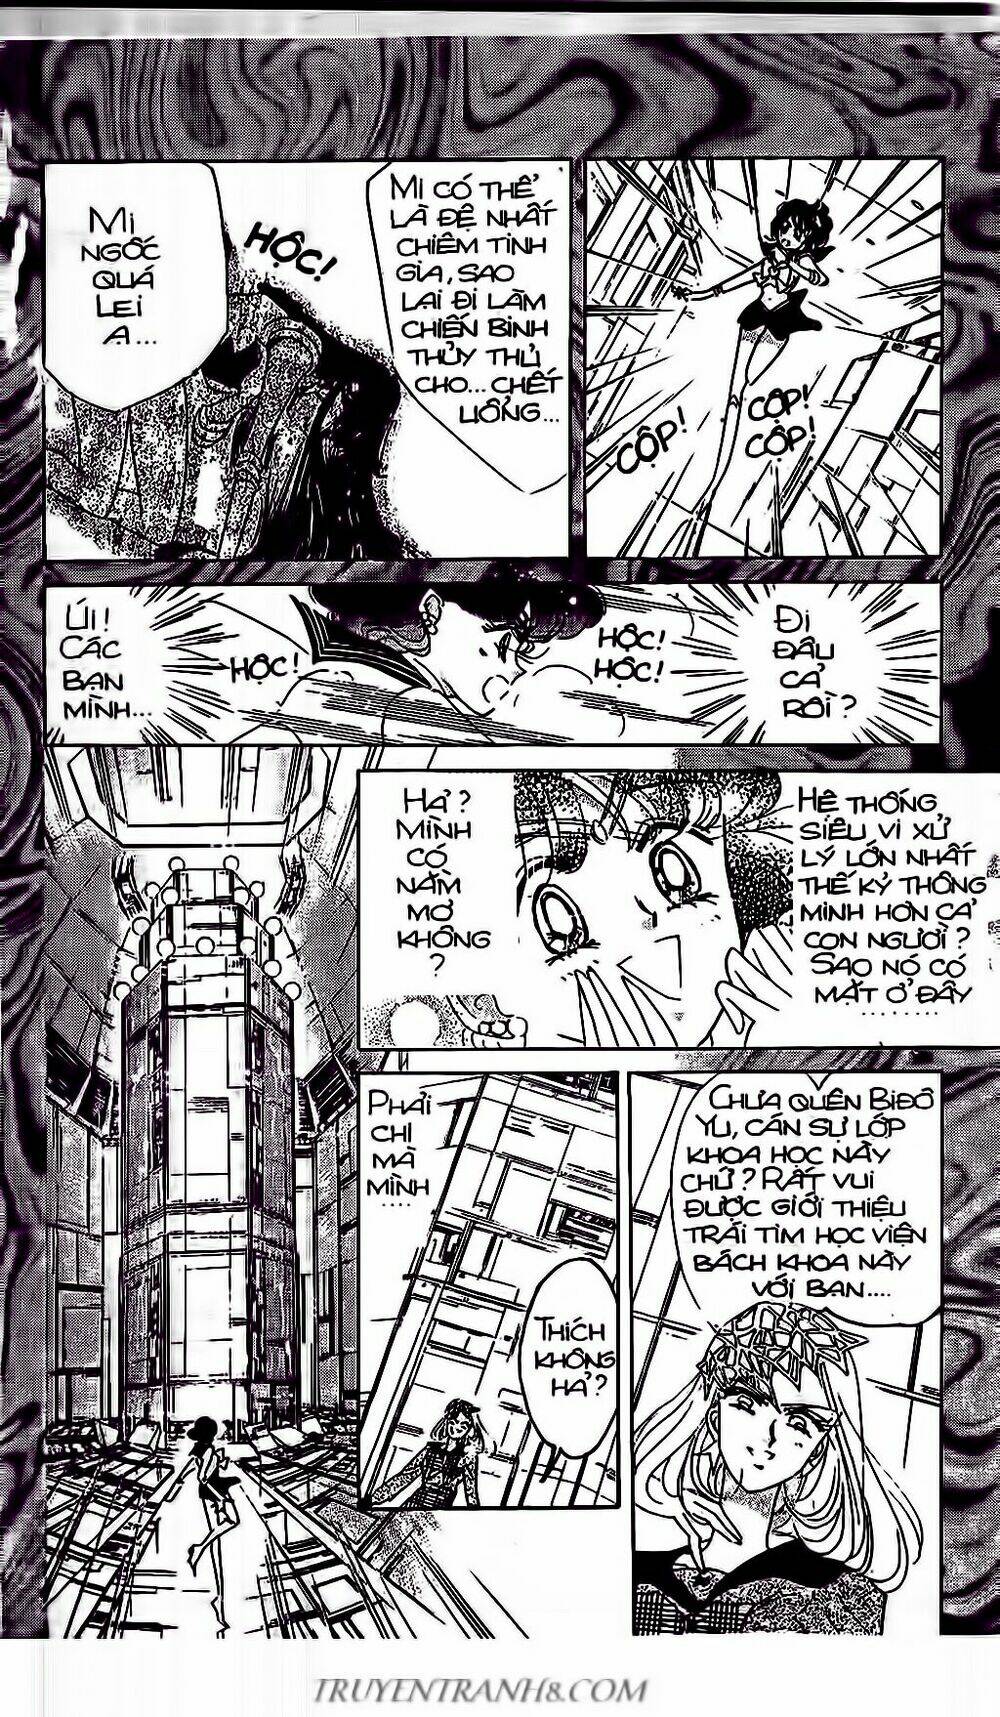 MI
NGỐC
QUÁ
LEI
Ạ...
HỘC!
MI CÓ THỂ
LÀ ĐỆ NHẤT
CHIÊM TINH
GIA, SAO
LẠI ĐI LÀM
CHIẾN BINH
THỦY THỦ
CHO... CHẾT
UỔNG...
CỘP!
CỘP!
CỘP!
ÚI!
CÁC
BẠN
MÌNH...
HỘC!
HỘC!
HỘC!
ĐI
ĐÂU
CẢ
RỒI?
HẢ?
MÌNH
CÓ
NẰM
MƠ
KHÔNG
?
HỆ THỐNG
SIÊU VI XỬ
LÝ LỚN NHẤT
THẾ KỶ THÔNG
MINH HƠN CẢ
CON NGƯỜI?
SAO NÓ CÓ
MẶT Ở ĐÂY
........
PHẢI
CHI
MÀ
MÌNH
....
THÍCH
KHÔNG
HẢ?
CHƯA QUÊN BIĐÔ
YU, CÁN SỰ LỚP
KHOA HỌC NÀY
CHỨ? RẤT VUI
ĐƯỢC GIỚI THIỆU
TRÁI TIM HỌC VIỆN
BÁCH KHOA NÀY
VỚI BẠN....
TRUYENTRANH8.COM